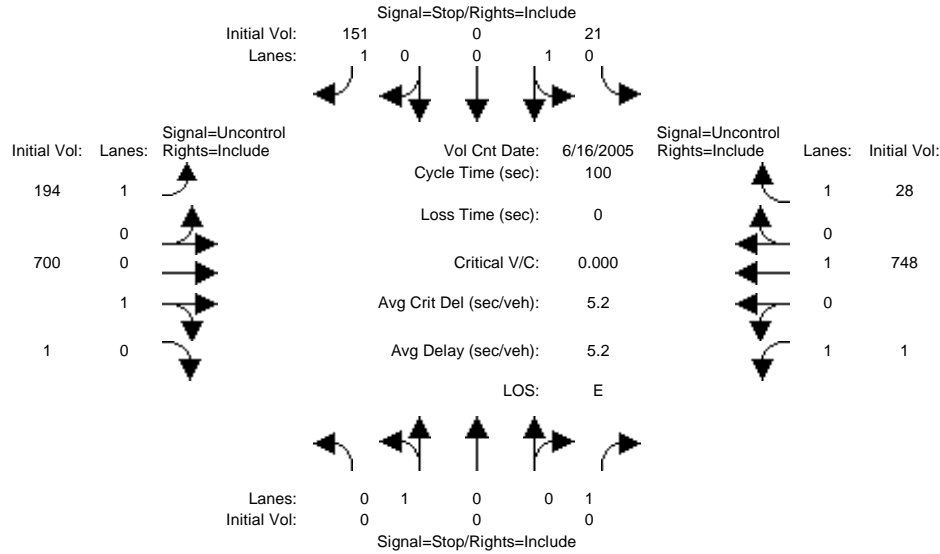 Signal=Stop/Rights=Include
Initial Vol: 151 0 21
Lanes: 1 0 0 1 0
Signal=Uncontrol
Initial Vol: Lanes: Rights=Include
Vol Cnt Date: 6/16/2005
Signal=Uncontrol
Rights=Include Lanes: Initial Vol:
Cycle Time (sec): 100
194 1
1 28
Loss Time (sec): 0
0
0
700 0
Critical V/C: 0.000
1 748
1
Avg Crit Del (sec/veh): 5.2
0
1 0
Avg Delay (sec/veh): 5.2
1 1
LOS: E
Lanes: 0 1 0 0 1
Initial Vol: 0 0 0
Signal=Stop/Rights=Include